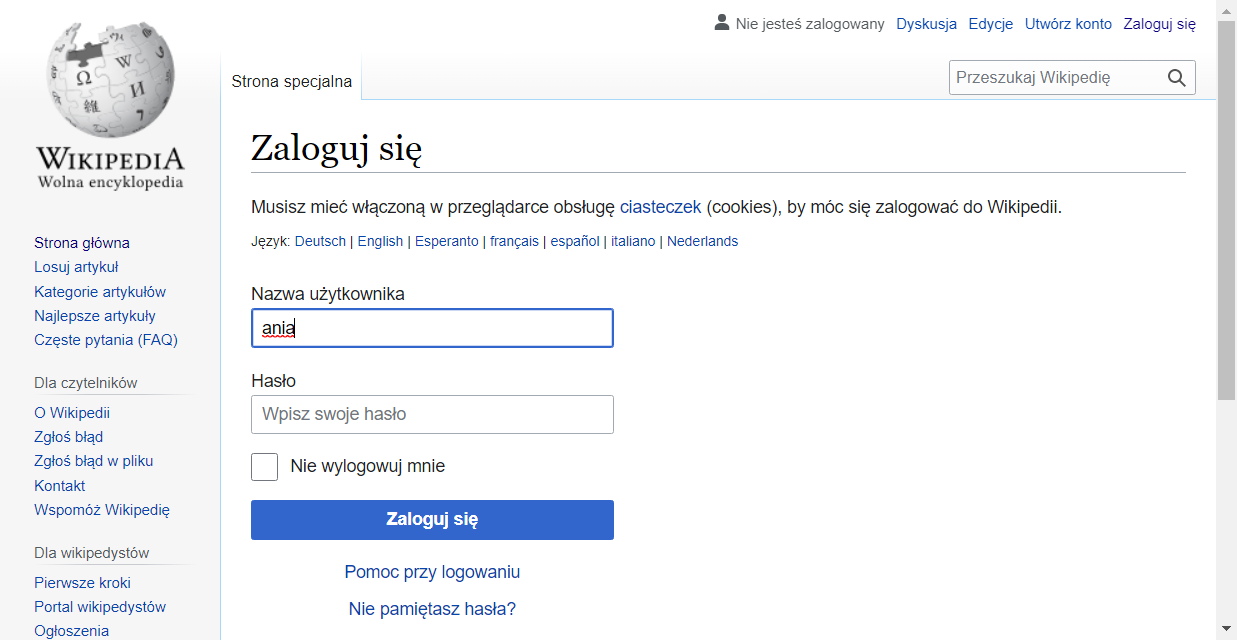 Nie jesteś zalogowany Dyskusja Edycje Utwórz konto Zaloguj się
Strona specjalna
Przeszukaj Wikipedię
WIKIPEDIA
Wolna encyklopedia
Strona główna
Losuj artykuł
Kategorie artykułów
Najlepsze artykuły
Częste pytania (FAQ)
Dla czytelników
O Wikipedii
Zgłoś błąd
Zgłoś błąd w pliku
Kontakt
Wspomóż Wikipedię
Dla wikipedystów
Pierwsze kroki
Portal wikipedystów
Ogłoszenia
Zaloguj się
Musisz mieć włączoną w przeglądarce obsługę ciasteczek (cookies), by móc się zalogować do Wikipedii.
Język: Deutsch | English | Esperanto | français | español | italiano | Nederlands
Nazwa użytkownika
ania
Hasło
Wpisz swoje hasło
Nie wylogowuj mnie
Zaloguj się
Pomoc przy logowaniu
Nie pamiętasz hasła?